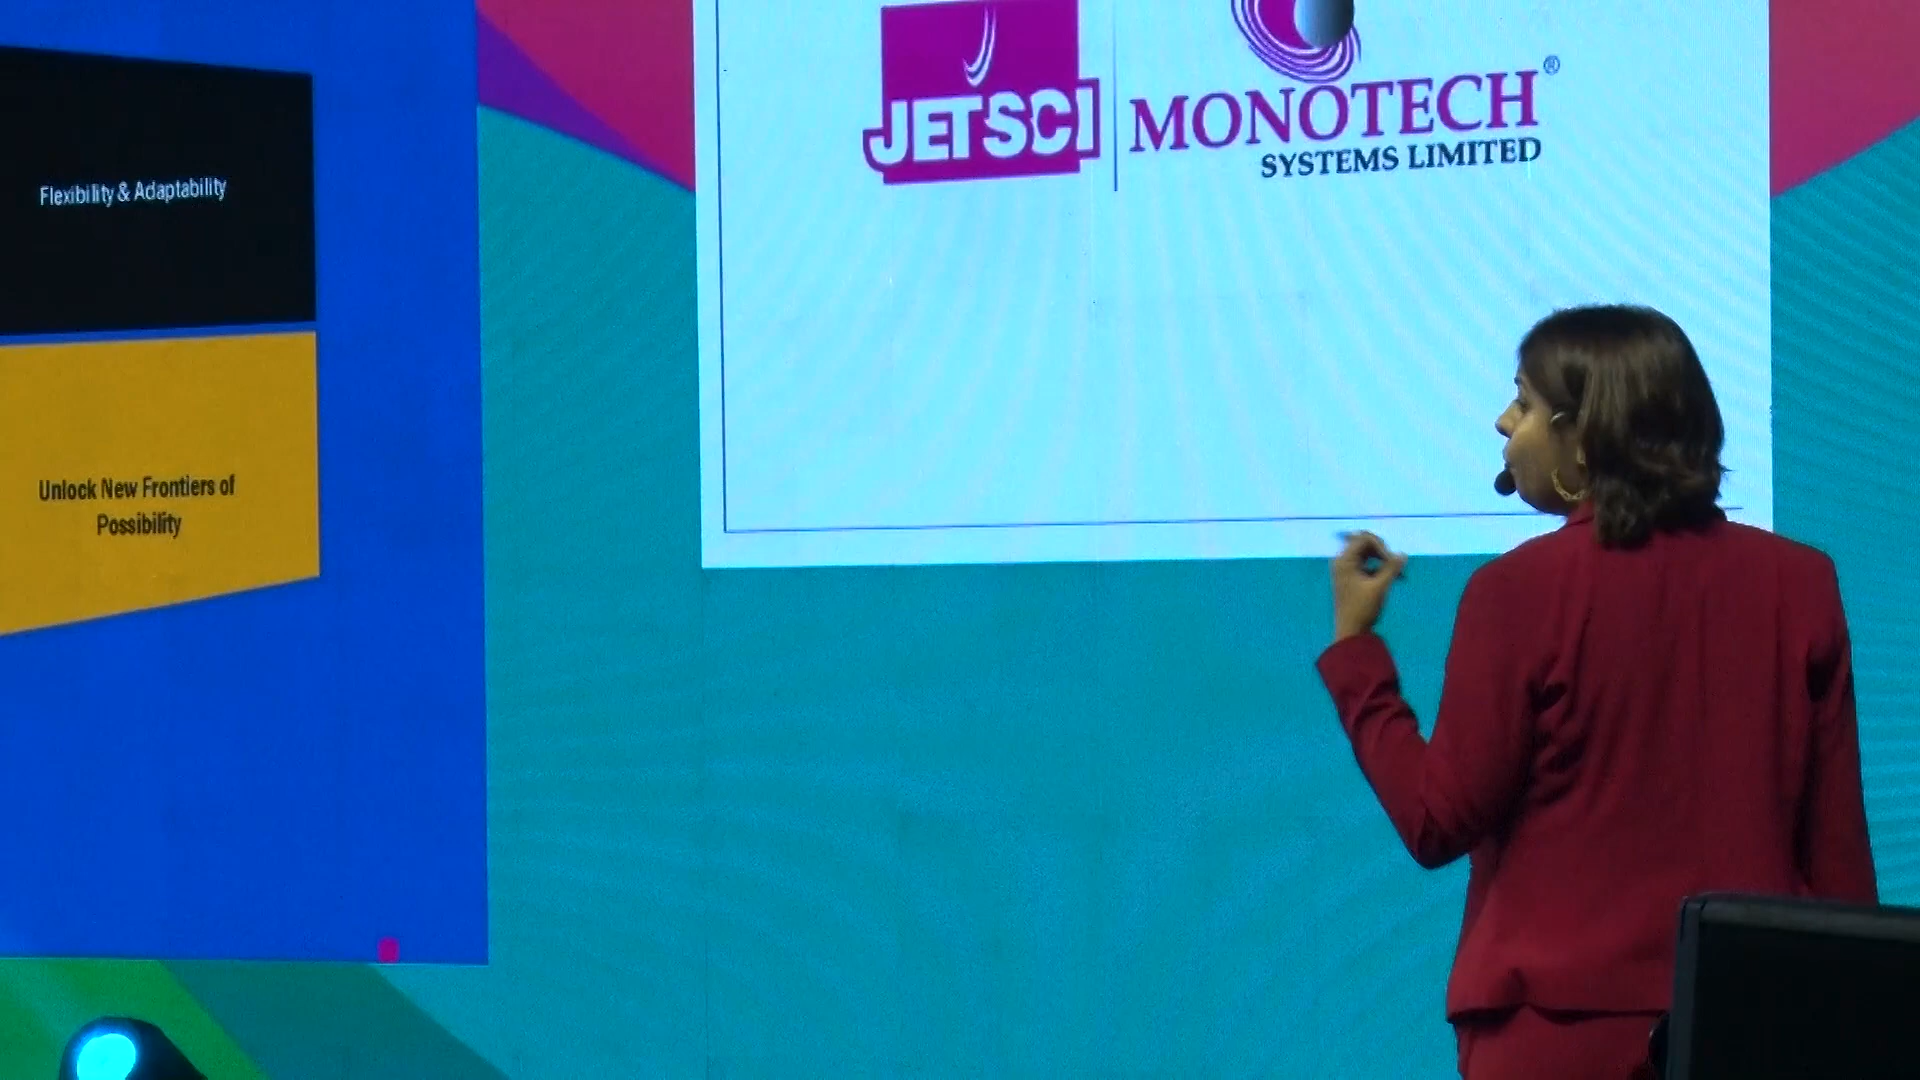 Flexibility & Adaptability
Unlock New Frontiers of
Possibility
JETSCI
MONOTECH®
SYSTEMS LIMITED